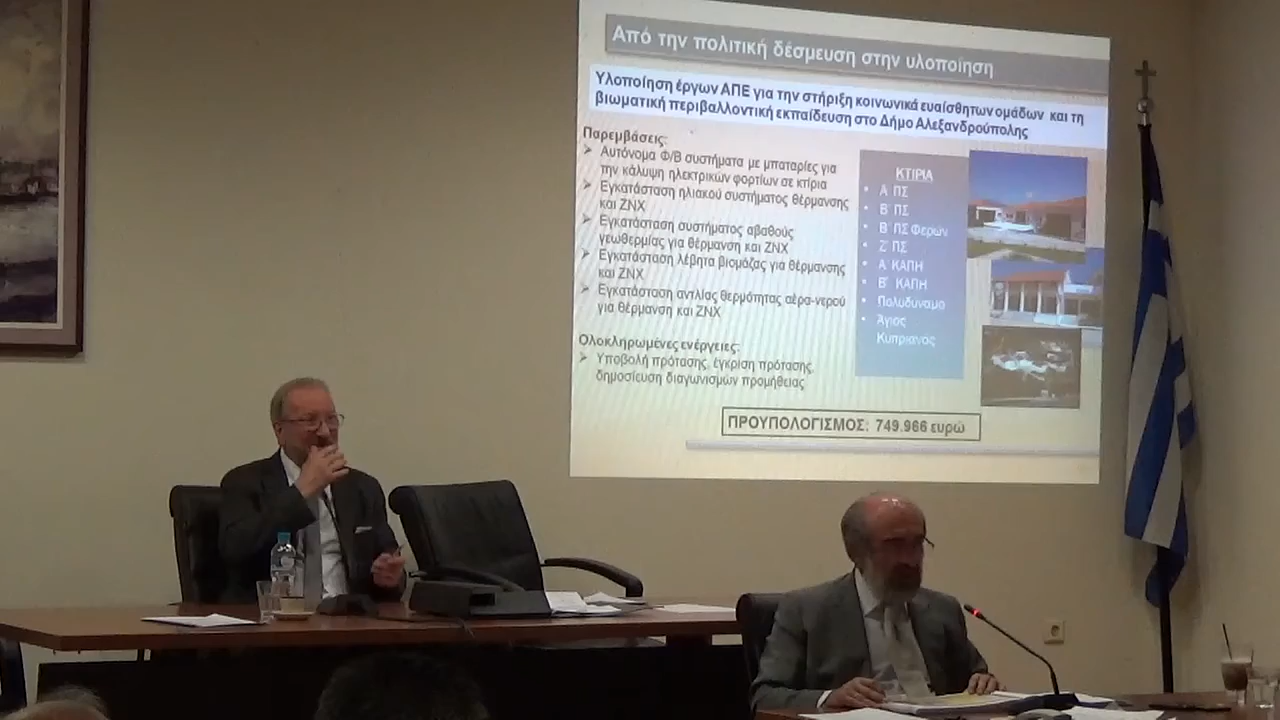 Από την πολιτική δέσμευση στην υλοποίηση
Υλοποίηση έργων ΑΠΕ για την στήριξη κοινωνικά ευαίσθητων ομάδων και τη
βιωματική περιβαλλοντική εκπαίδευση στο Δήμο Αλεξανδρούπολης
Παρεμβάσεις:
➢ Αυτόνομα Φ/Β συστήματα με μπαταρίες για
την κάλυψη ηλεκτρικών φορτίων σε κτίρια
➢ Εγκατάσταση ηλιακού συστήματος θέρμανσης
και ΖΝΧ
➢ Εγκατάσταση συστήματος αβαθούς
γεωθερμίας για θέρμανση και ΖΝΧ
➢ Εγκατάσταση λέβητα βιομάζας για θέρμανσης
και ΖΝΧ
➢ Εγκατάσταση αντλίας θερμότητας αέρα-νερού
για θέρμανση και ΖΝΧ
Ολοκληρωμένες ενέργειες:
➢ Υποβολή πρότασης, έγκριση πρότασης,
δημοσίευση διαγωνισμών προμήθειας
ΚΤΙΡΙΑ
• Α΄ ΠΣ
• Β΄ ΠΣ
• Β΄ ΠΣ Φερών
• Ζ΄ ΠΣ
• Α΄ ΚΑΠΗ
• Β΄ ΚΑΠΗ
• Πολυδύναμο
• Άγιος
Κυπριανός
ΠΡΟΥΠΟΛΟΓΙΣΜΟΣ: 749.966 ευρώ